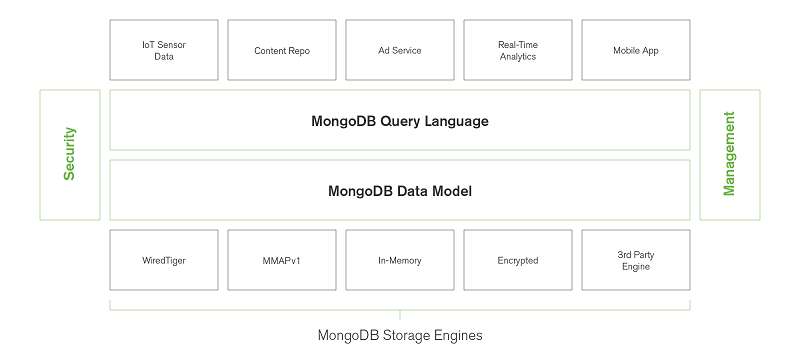 IoT Sensor
Data
Content Repo
Ad Service
Real-Time
Analytics
Mobile App
Security
MongoDB Query Language
MongoDB Data Model
Management
WiredTiger
MMAPv1
In-Memory
Encrypted
3rd Party
Engine
MongoDB Storage Engines